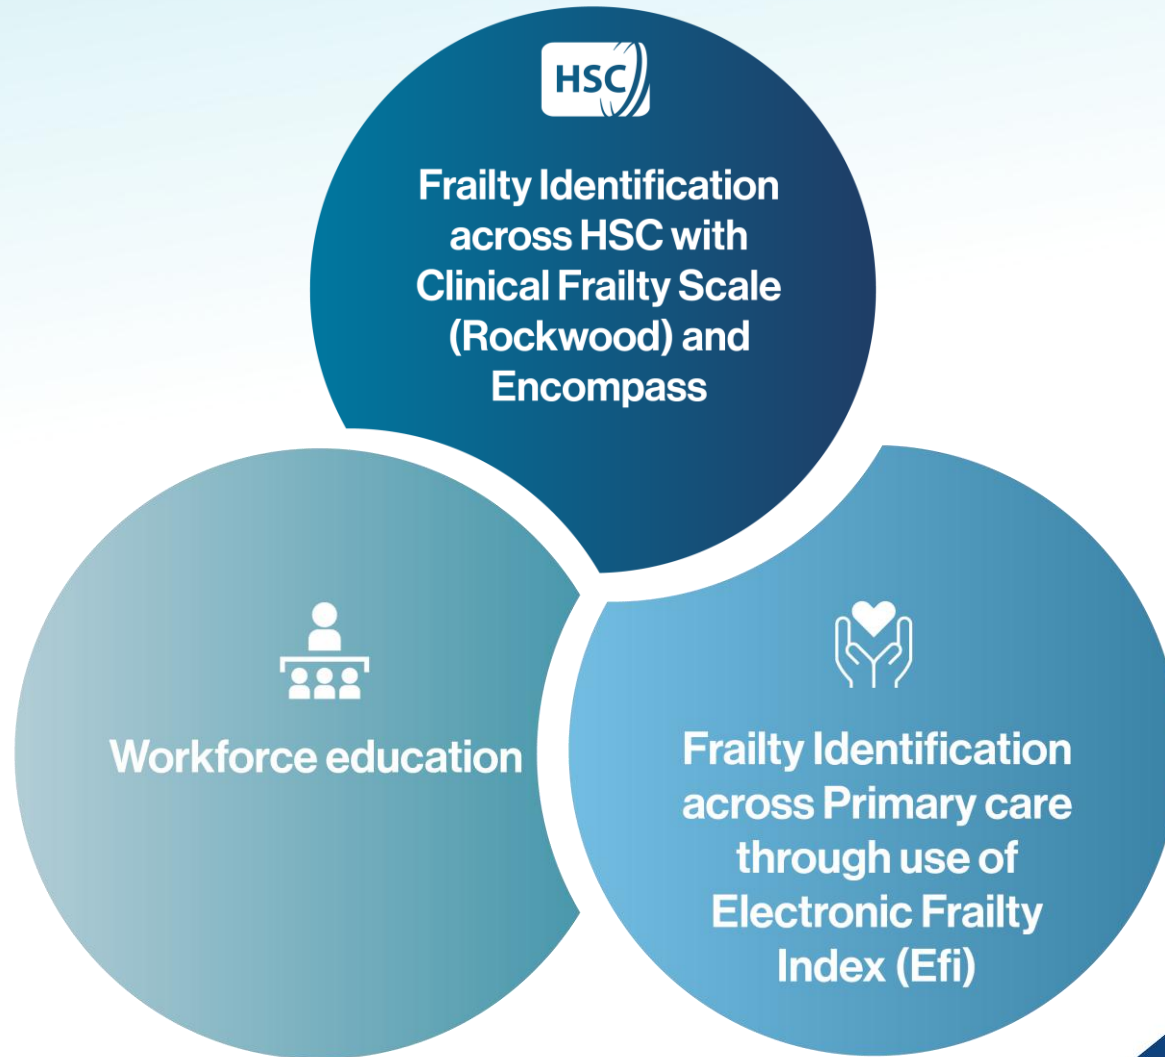 HSC
Frailty Identification
across HSC with
Clinical Frailty Scale
(Rockwood) and
Encompass
Workforce education
Frailty Identification
across Primary care
through use of
Electronic Frailty
Index (Efi)